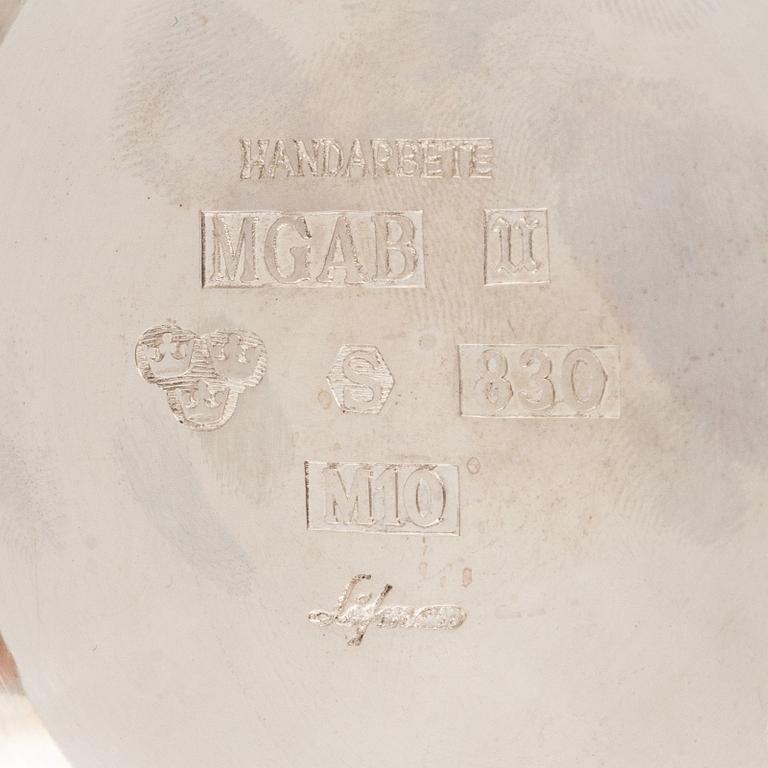 HANDARBETE
MGAB U
S 830
M10